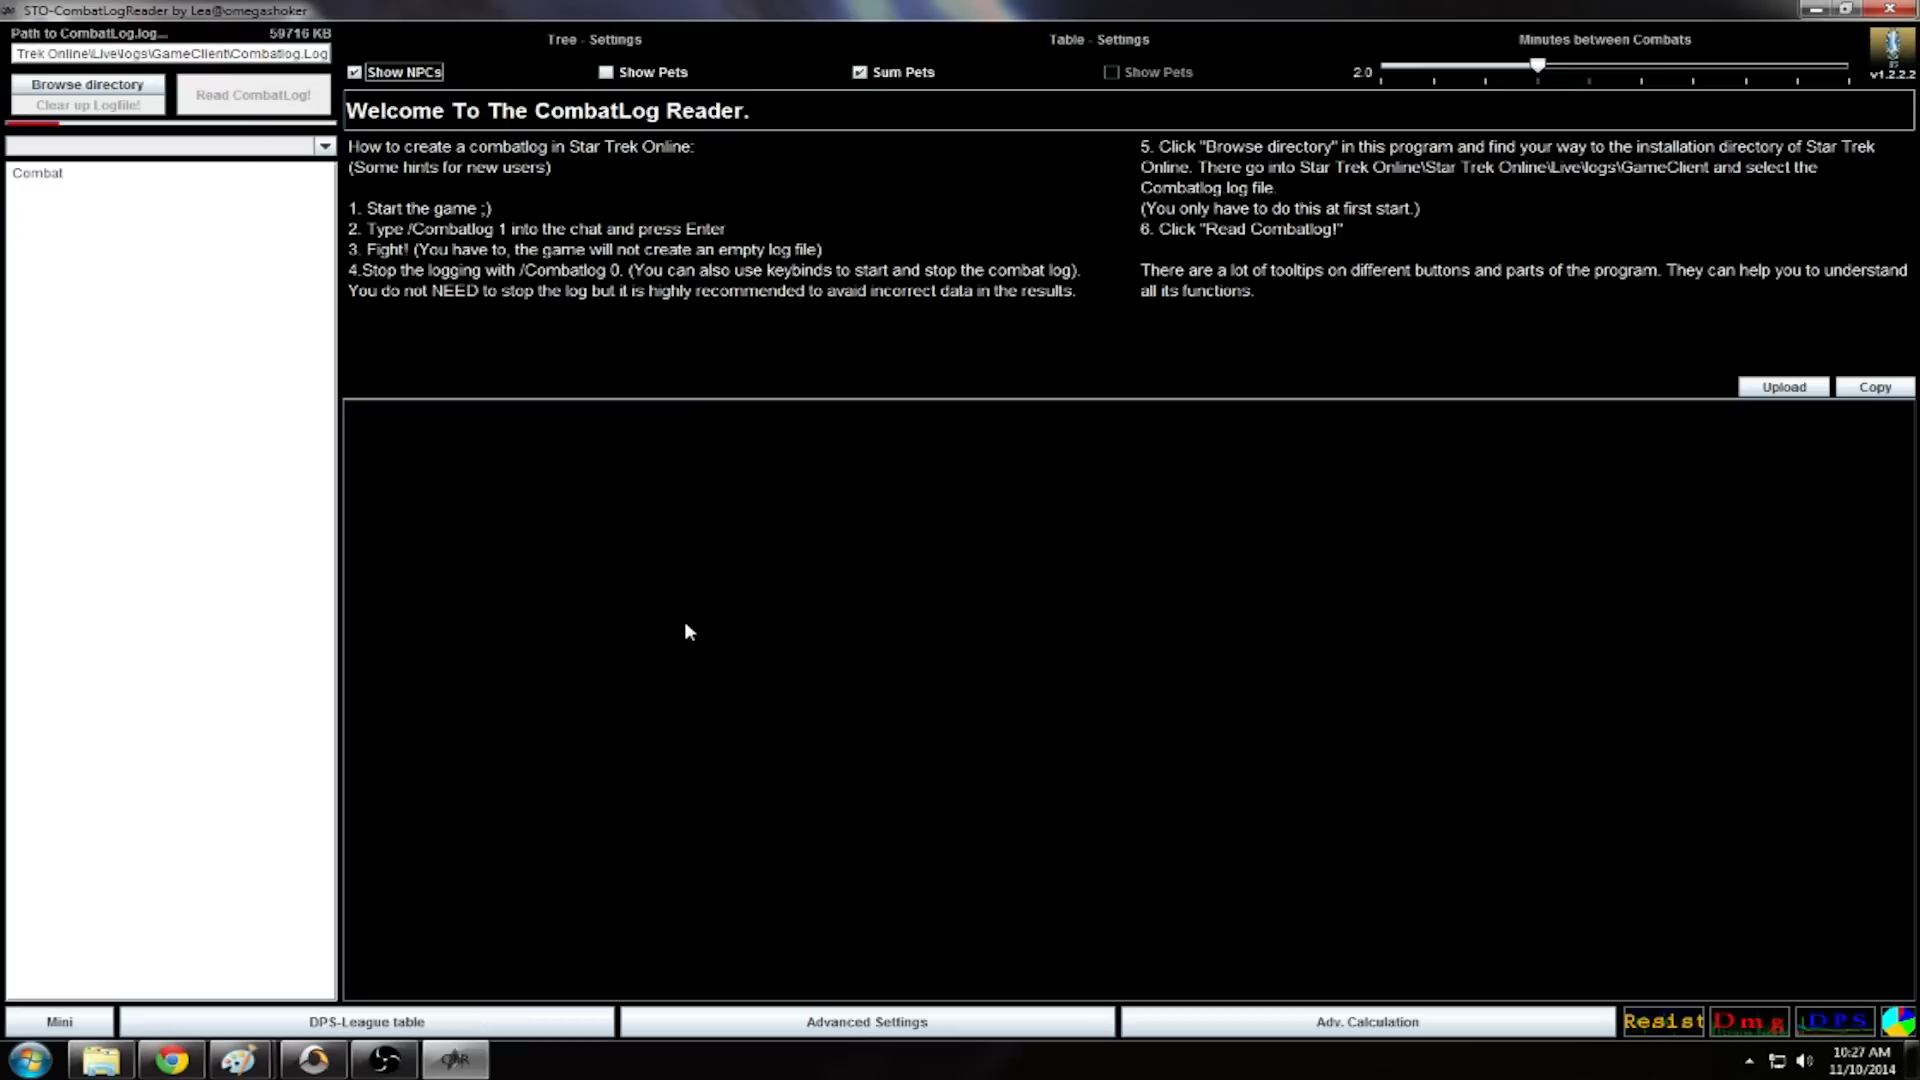 STO-CombatLogReader by Lea@omegashoker
Path to CombatLog.log... 59716 KB
Trek Online\Live\logs\GameClient\Combatlog.Log
Browse directory
Clear up Logfile!
Read CombatLog!
Combat
Tree - Settings
Table - Settings
Minutes between Combats
Show NPCs
Show Pets
Sum Pets
Show Pets
2.0
v1.2.2.2
Welcome To The CombatLog Reader.
How to create a combatlog in Star Trek Online:
(Some hints for new users)
1. Start the game ;)
2. Type /Combatlog 1 into the chat and press Enter
3. Fight! (You have to, the game will not create an empty log file)
4.Stop the logging with /Combatlog 0. (You can also use keybinds to start and stop the combat log).
You do not NEED to stop the log but it is highly recommended to avaid incorrect data in the results.
5. Click "Browse directory" in this program and find your way to the installation directory of Star Trek
Online. There go into Star Trek Online\Star Trek Online\Live\logs\GameClient and select the
Combatlog.log file.
(You only have to do this at first start.)
6. Click "Read Combatlog!"
There are a lot of tooltips on different buttons and parts of the program. They can help you to understand
all its functions.
Upload
Copy
Mini
DPS-League table
Advanced Settings
Adv. Calculation
Resist
Dmg
DPS
10:27 AM
11/10/2014